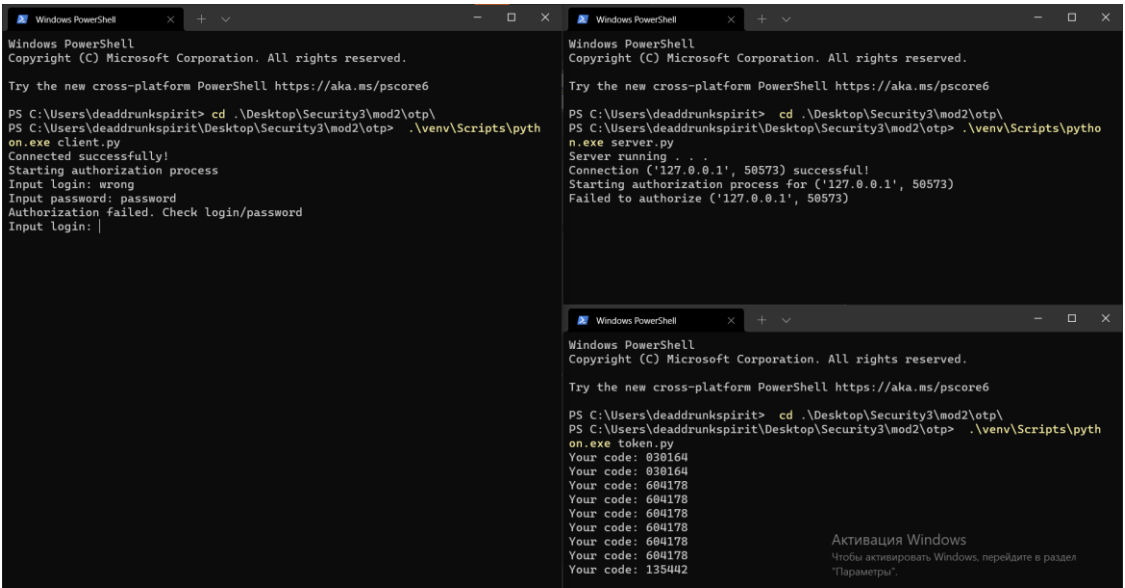 Windows PowerShell
Windows PowerShell
Copyright (C) Microsoft Corporation. All rights reserved.
Try the new cross-platform PowerShell https://aka.ms/pscore6
PS C:\Users\deaddrunkspirit> cd .\Desktop\Security3\mod2\otp\
PS C:\Users\deaddrunkspirit\Desktop\Security3\mod2\otp>  .\venv\Scripts\pyth
on.exe client.py
Connected successfully!
Starting authorization process
Input login: wrong
Input password: password
Authorization failed. Check login/password
Input login:
Windows PowerShell
Windows PowerShell
Copyright (C) Microsoft Corporation. All rights reserved.
Try the new cross-platform PowerShell https://aka.ms/pscore6
PS C:\Users\deaddrunkspirit>  cd .\Desktop\Security3\mod2\otp\
PS C:\Users\deaddrunkspirit\Desktop\Security3\mod2\otp> .\venv\Scripts\pytho
n.exe server.py
Server running . . .
Connection ('127.0.0.1', 50573) successful!
Starting authorization process for ('127.0.0.1', 50573)
Failed to authorize ('127.0.0.1', 50573)
Windows PowerShell
Windows PowerShell
Copyright (C) Microsoft Corporation. All rights reserved.
Try the new cross-platform PowerShell https://aka.ms/pscore6
PS C:\Users\deaddrunkspirit>  cd .\Desktop\Security3\mod2\otp\
PS C:\Users\deaddrunkspirit\Desktop\Security3\mod2\otp>  .\venv\Scripts\pyth
on.exe token.py
Your code: 030164
Your code: 030164
Your code: 604178
Your code: 604178
Your code: 604178
Your code: 604178
Your code: 604178
Your code: 604178
Your code: 135442
Активация Windows
Чтобы активировать Windows, перейдите в раздел
"Параметры".